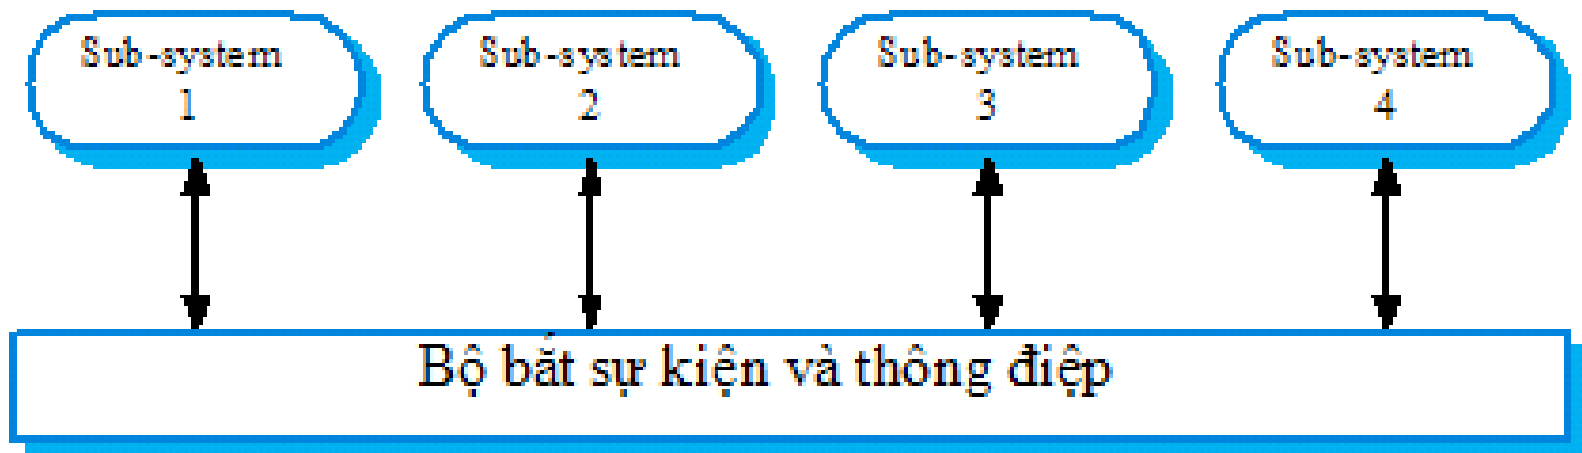 Sub-system
1
Sub-system
2
Sub-system
3
Sub-system
4
Bộ bắt sự kiện và thông điệp